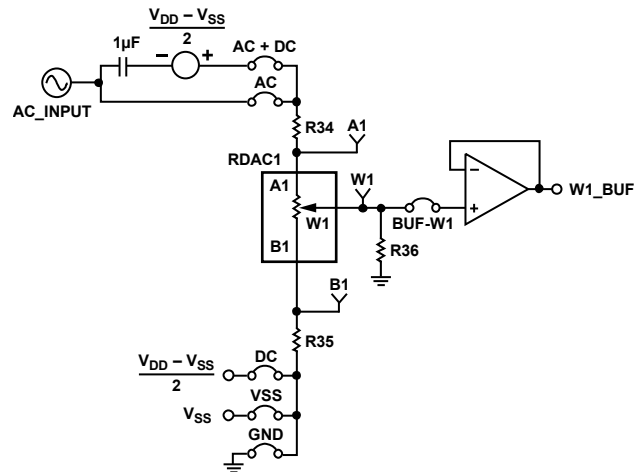 V_DD – V_SS
2
1µF
–
+
AC + DC
AC
AC_INPUT
R34
A1
RDAC1
A1
W1
B1
W1
–
+
BUF-W1
W1_BUF
R36
B1
R35
V_DD – V_SS
2
DC
VSS
V_SS
GND